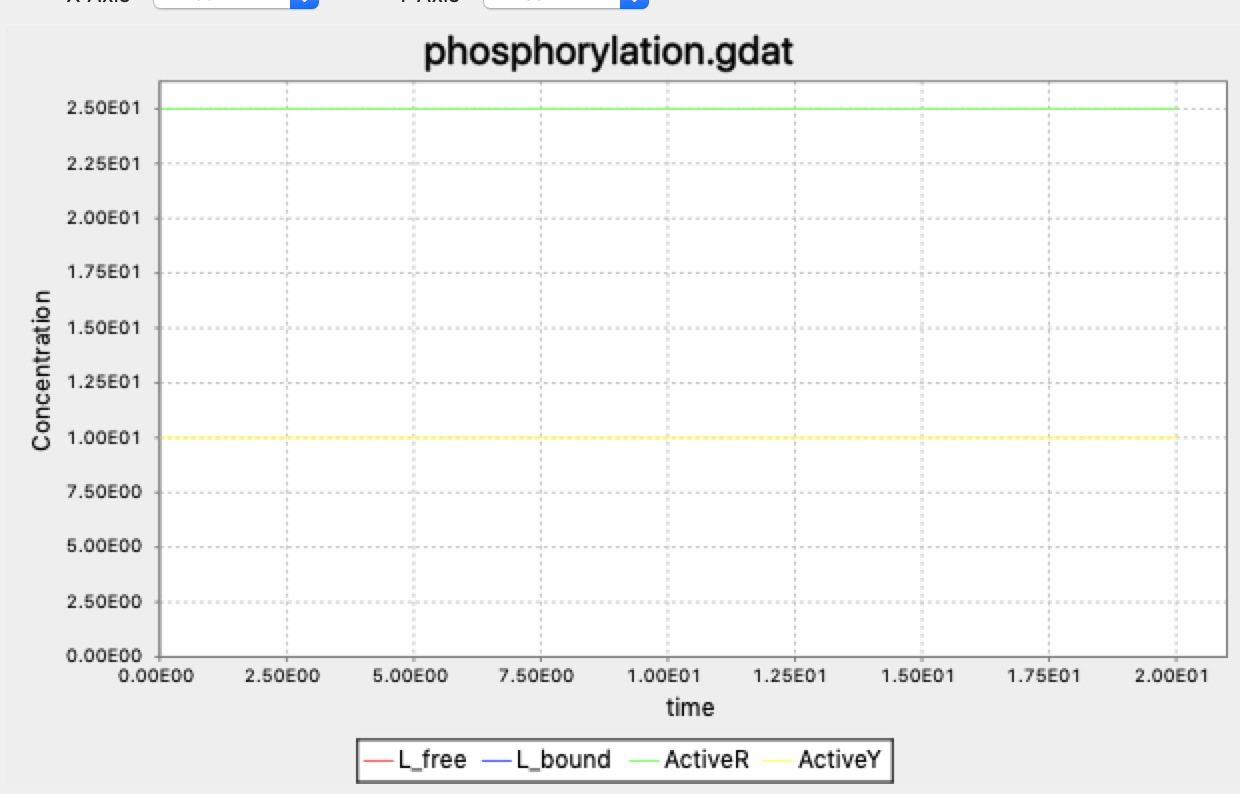 phosphorylation.gdat
2.50E01
2.25E01
2.00E01
1.75E01
1.50E01
1.25E01
1.00E01
7.50E00
5.00E00
2.50E00
0.00E00
Concentration
0.00E00 2.50E00 5.00E00 7.50E00 1.00E01 1.25E01 1.50E01 1.75E01 2.00E01
time
L_free L_bound ActiveR ActiveY